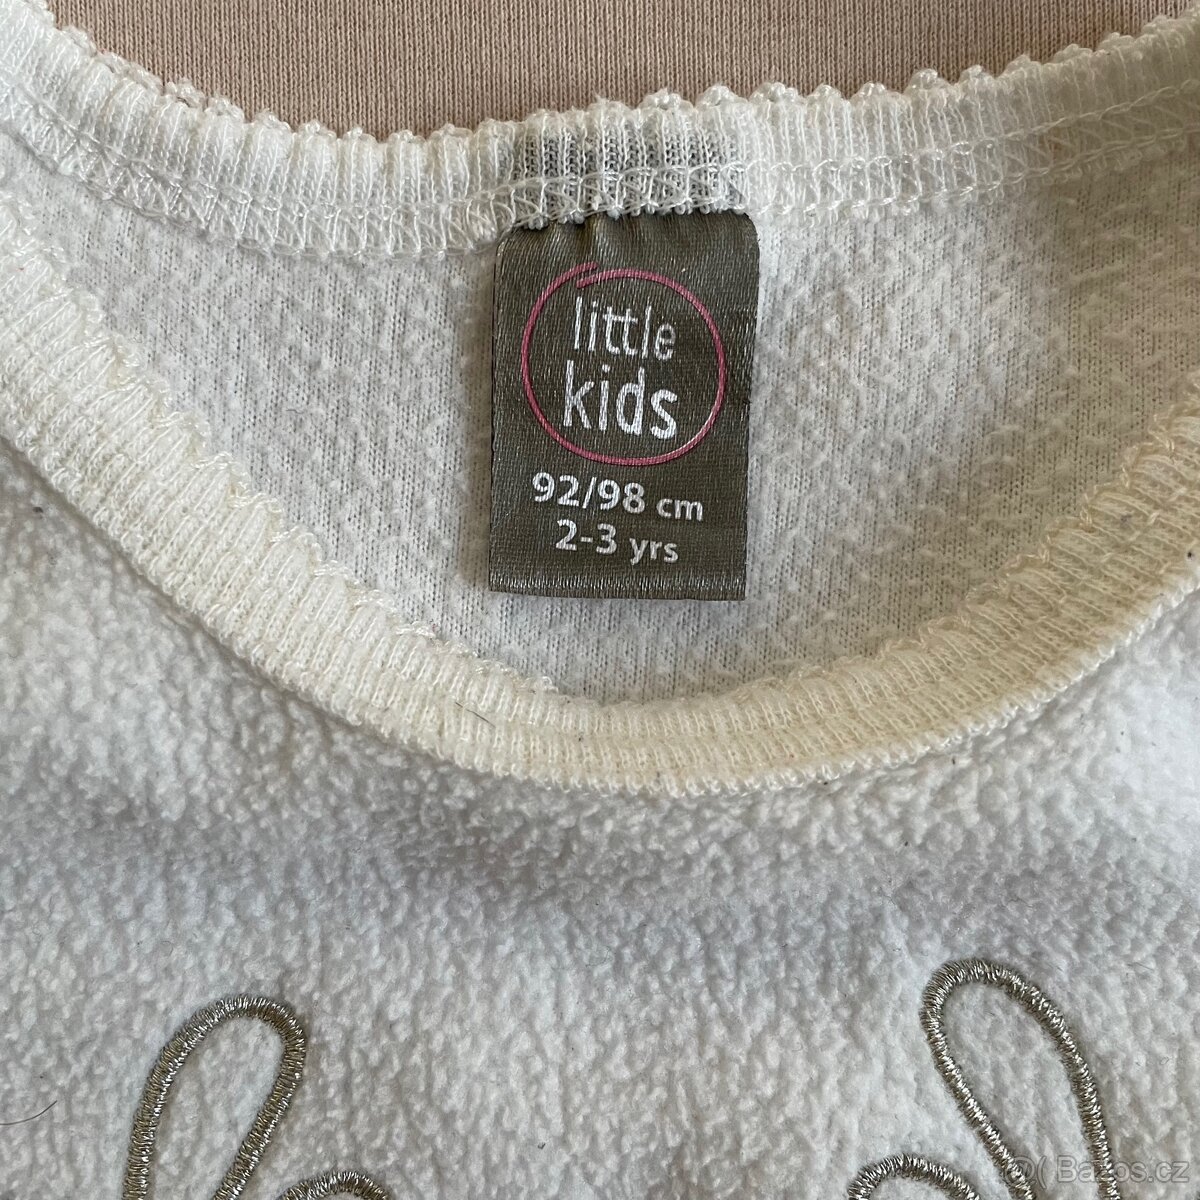 little
kids
92/98 cm
2-3 yrs
Bazos.cz